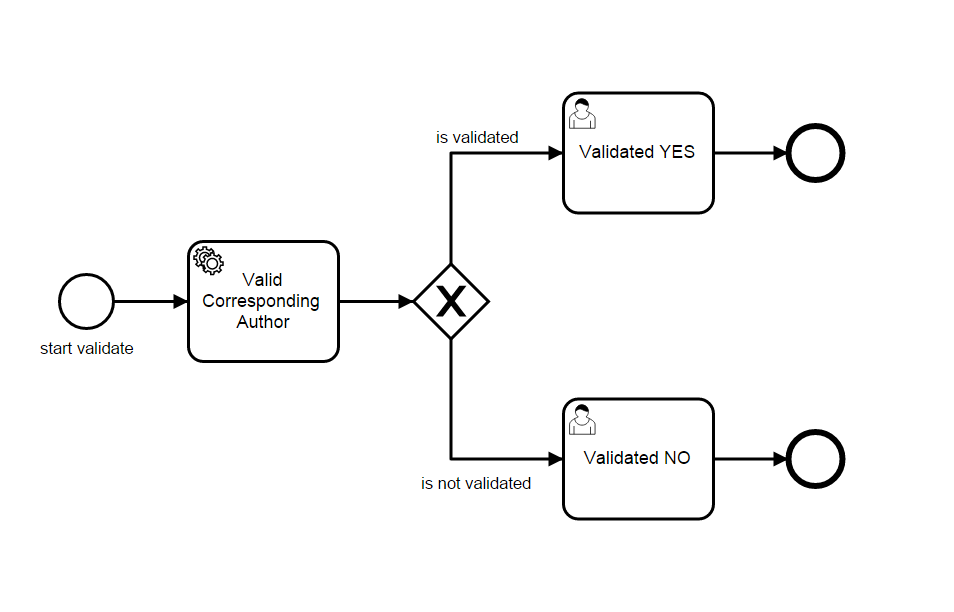 is validated
Validated YES
Valid
Corresponding
Author
start validate
Validated NO
is not validated